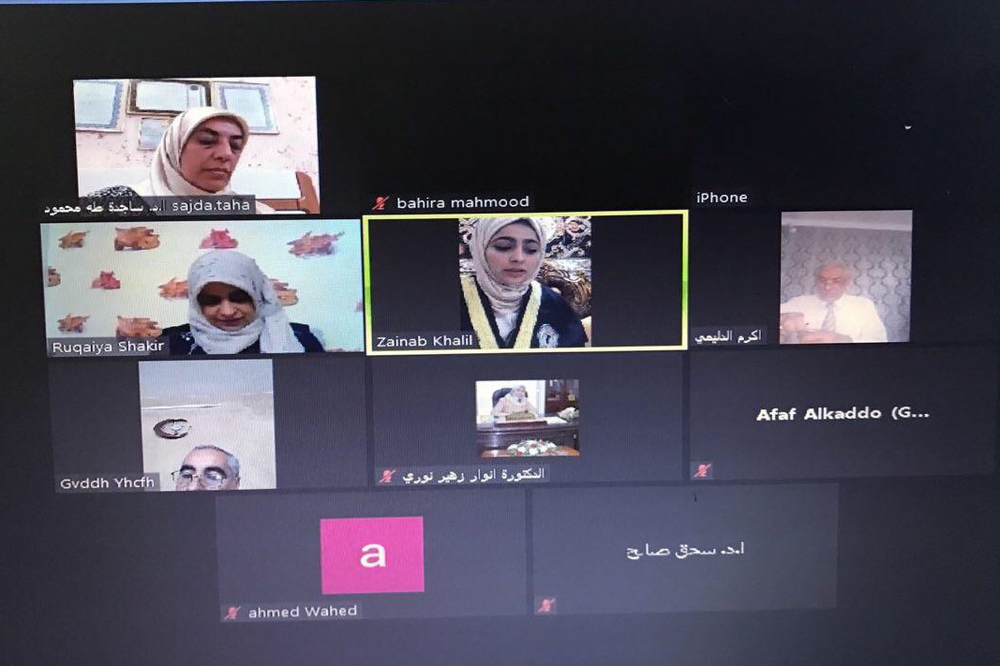 ا.د. ساجدة طه محمود sajda.taha
bahira mahmood
iPhone
Ruqaiya Shakir
Zainab Khalil
اكرم الدليمي
Gvddh Yhcfh
الدكتورة انوار زهير نوري
Afaf Alkaddo (G...
a
ahmed Wahed
ا.د. سحق صالح